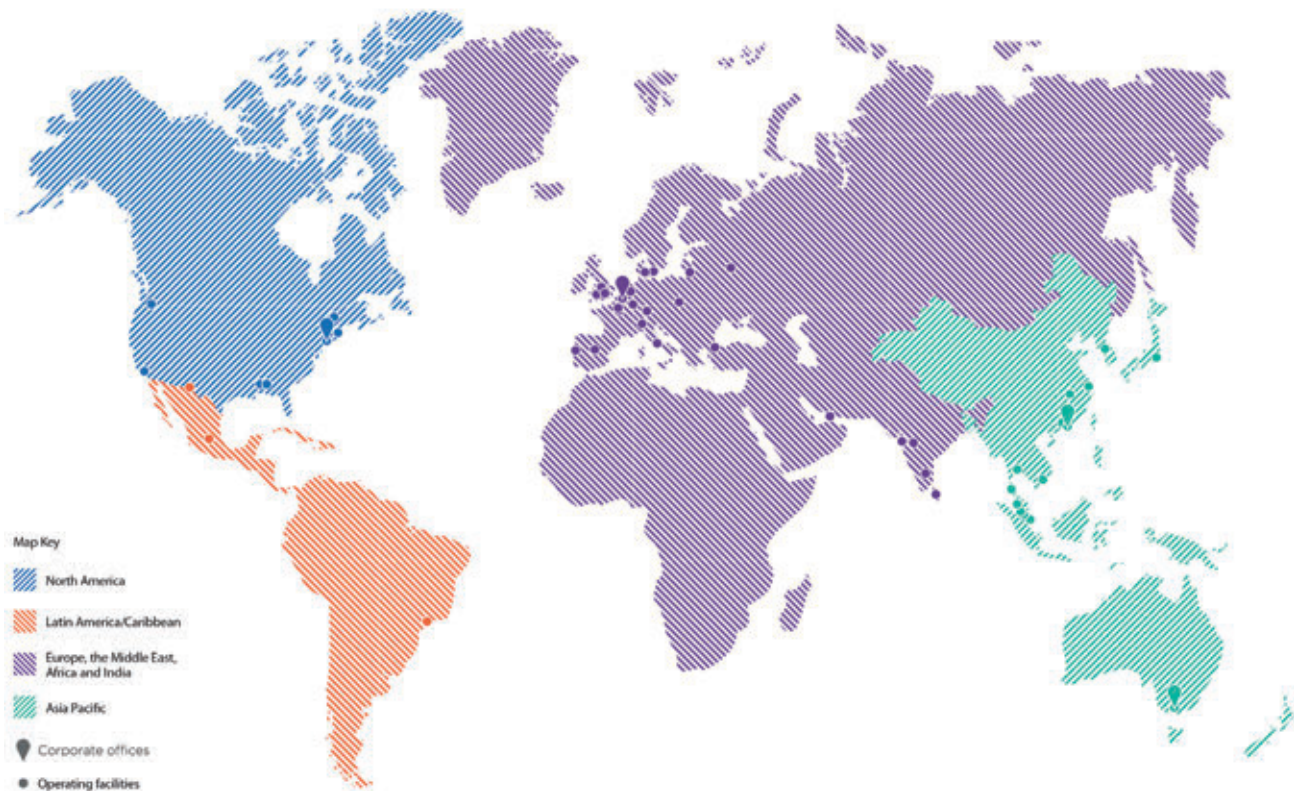 Map Key
North America
Latin America/Caribbean
Europe, the Middle East,
Africa and India
Asia Pacific
Corporate offices
Operating facilities